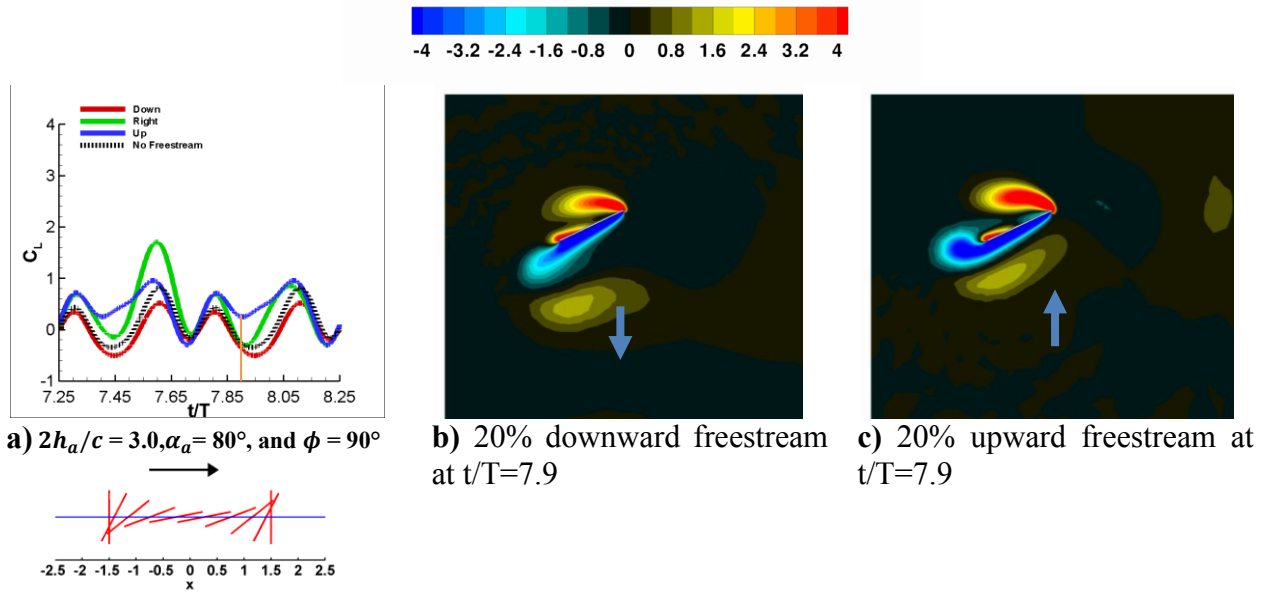 -4 -3.2 -2.4 -1.6 -0.8 0 0.8 1.6 2.4 3.2 4
Down
Right
Up
No Freestream
4
3
2
1
0
-1
C_L
7.25 7.45 7.65 7.85 8.05 8.25
t/T
a) 2h_a/c = 3.0,α_a= 80°, and ϕ = 90°
-2.5 -2 -1.5 -1 -0.5 0 0.5 1 1.5 2 2.5
x
b) 20% downward freestream
at t/T=7.9
c) 20% upward freestream at
t/T=7.9